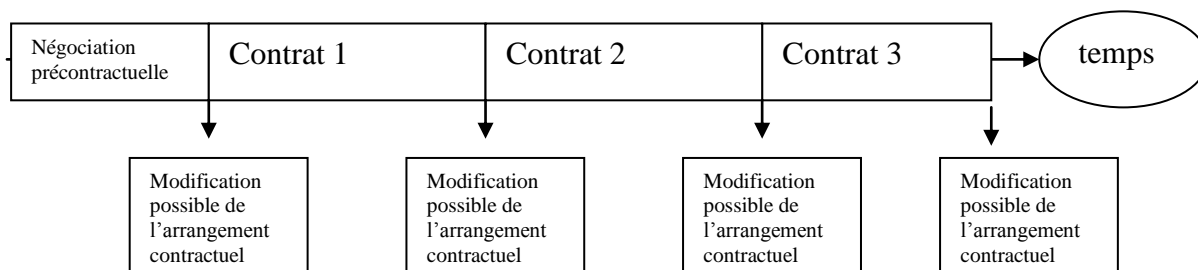 Négociation
précontractuelle
Contrat 1
Contrat 2
Contrat 3
temps
Modification
possible de
l’arrangement
contractuel
Modification
possible de
l’arrangement
contractuel
Modification
possible de
l’arrangement
contractuel
Modification
possible de
l’arrangement
contractuel